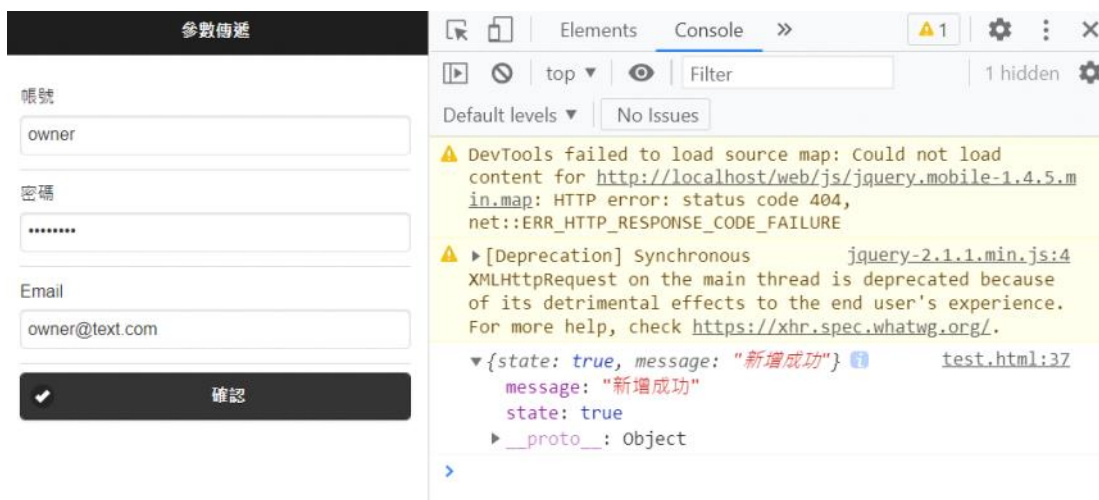 參數傳遞
帳號
owner
密碼
••••••••
Email
owner@text.com
確認
Elements Console » 1
top ▼ Filter 1 hidden
Default levels ▼ No Issues
DevTools failed to load source map: Could not load
content for http://localhost/web/js/jquery.mobile-1.4.5.m
in.map: HTTP error: status code 404,
net::ERR_HTTP_RESPONSE_CODE_FAILURE
▶[Deprecation] Synchronous jquery-2.1.1.min.js:4
XMLHttpRequest on the main thread is deprecated because
of its detrimental effects to the end user's experience.
For more help, check https://xhr.spec.whatwg.org/.
▼{state: true, message: "新增成功"} i test.html:37
message: "新增成功"
state: true
▶__proto__: Object
>